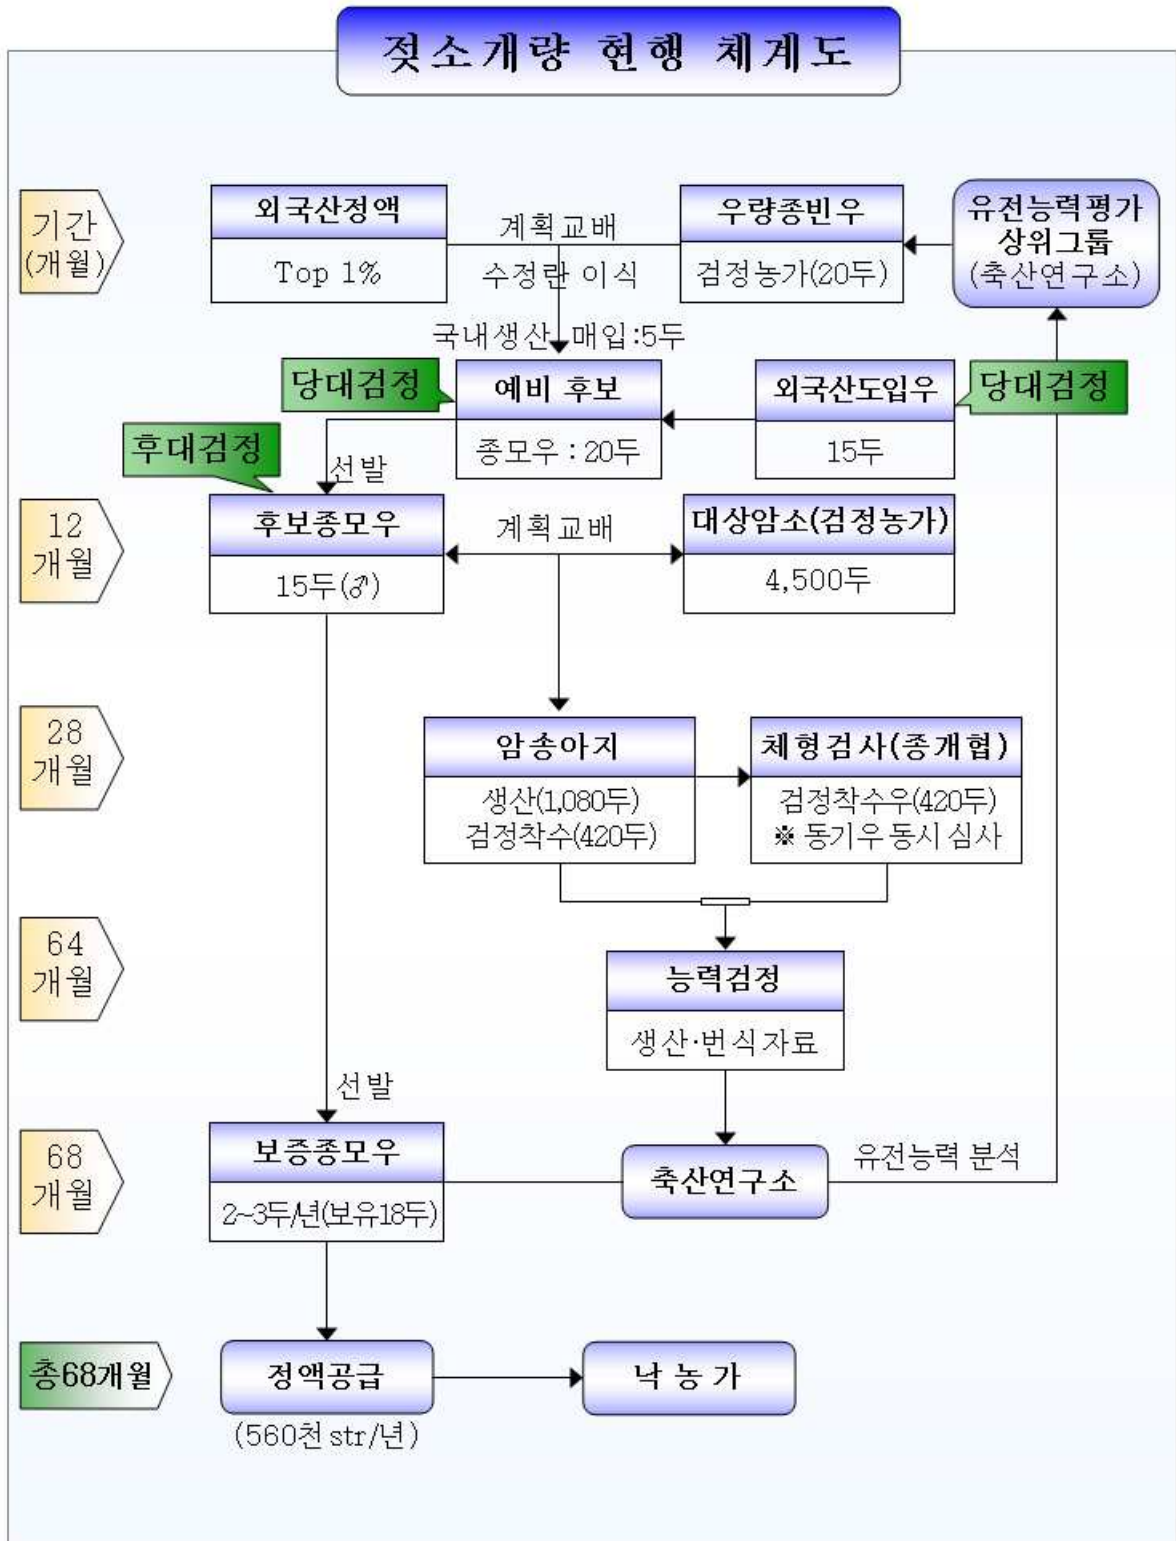 젖소개량 현행 체계도
기간
(개월)
외국산정액
Top 1%
계획교배
수정란 이식
우량종빈우
검정농가(20두)
유전능력평가
상위그룹
(축산연구소)
국내생산 매입:5두
당대검정
예비 후보
종모우 : 20두
외국산도입우
15두
당대검정
후대검정
선발
12
개월
후보종모우
15두(♂)
계획교배
대상암소(검정농가)
4,500두
28
개월
암송아지
생산(1,080두)
검정착수(420두)
체형검사(종개협)
검정착수우(420두)
※ 동기우 동시 심사
64
개월
능력검정
생산·번식자료
선발
68
개월
보증종모우
2~3두/년(보유18두)
축산연구소
유전능력 분석
총68개월
정액공급
(560천 str/년)
낙 농 가